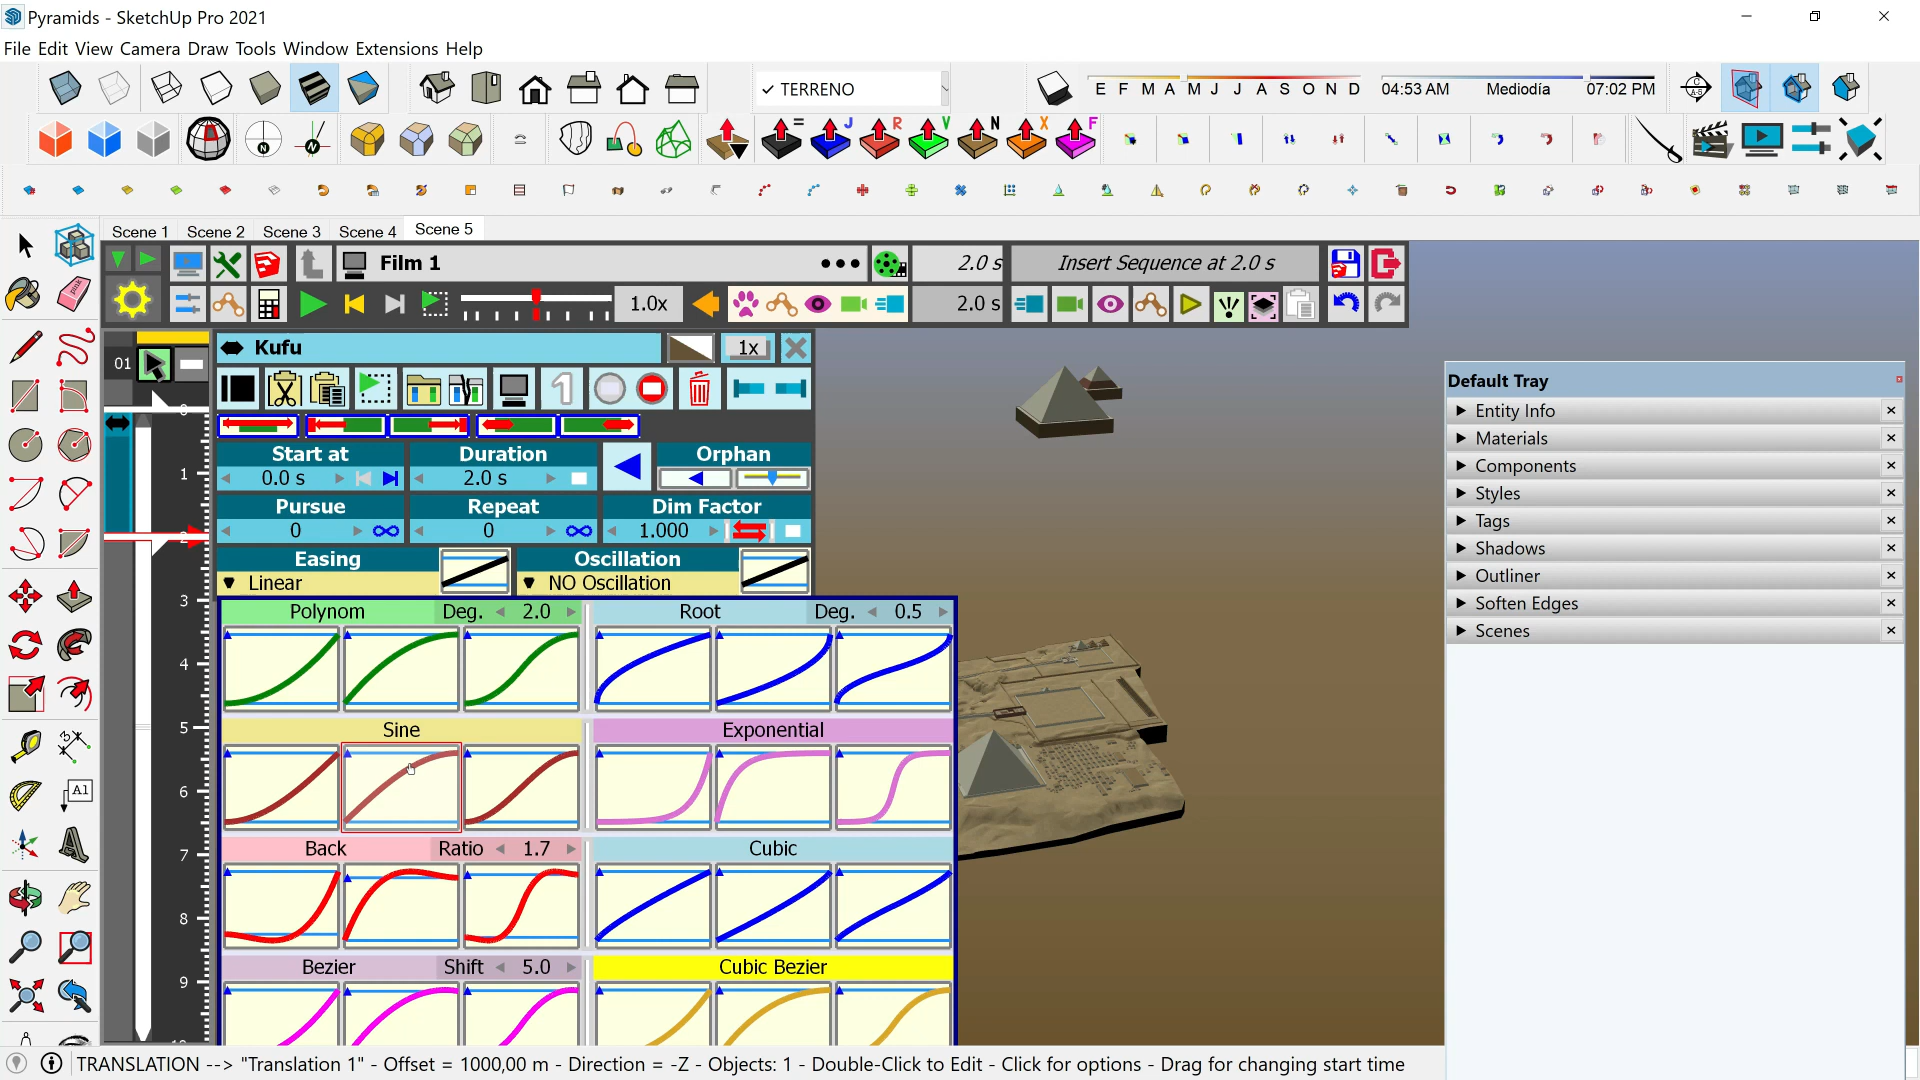 Pyramids - SketchUp Pro 2021
File Edit View Camera Draw Tools Window Extensions Help
✓ TERRENO
E F M A M J J A S O N D
04:53 AM Mediodía 07:02 PM
= J R V N X F
Scene 1 Scene 2 Scene 3 Scene 4 Scene 5
Film 1 ••• 2.0 s Insert Sequence at 2.0 s
1.0x 2.0 s
01 Kufu 1x
Start at Duration Orphan
0.0 s 2.0 s
Pursue Repeat Dim Factor
0 ∞ 0 ∞ 1.000
Easing Oscillation
Linear NO Oscillation
Polynom Deg. 2.0 Root Deg. 0.5
Sine Exponential
Back Ratio 1.7 Cubic
Bezier Shift 5.0 Cubic Bezier
0
1
2
3
4
5
6
7
8
9
A1
Default Tray
Entity Info
Materials
Components
Styles
Tags
Shadows
Outliner
Soften Edges
Scenes
TRANSLATION --> "Translation 1" - Offset = 1000,00 m - Direction = -Z - Objects: 1 - Double-Click to Edit - Click for options - Drag for changing start time